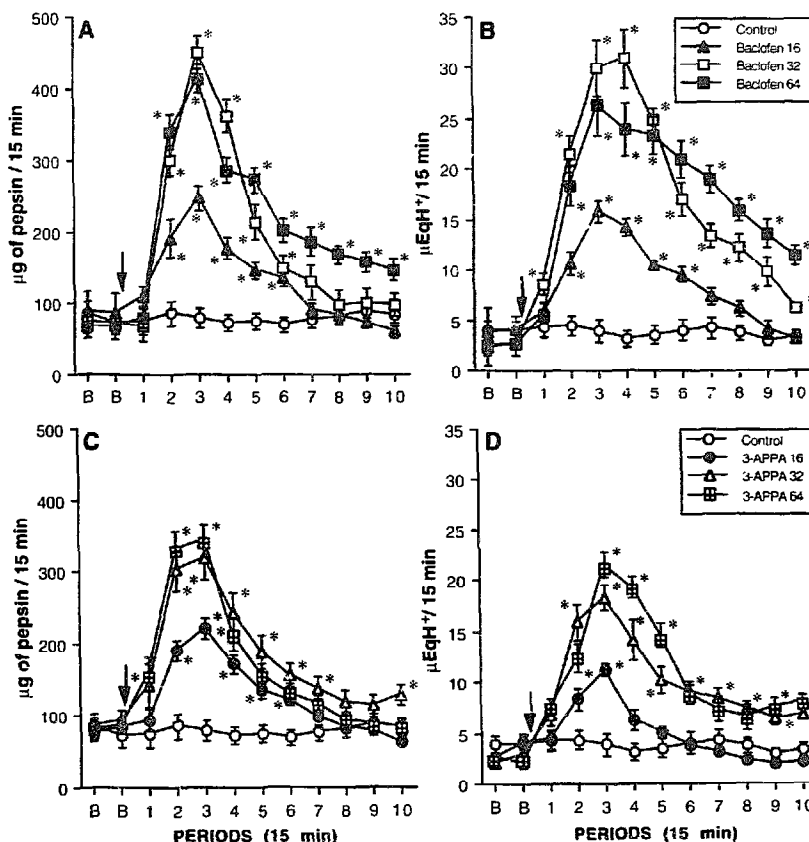 A
500
400
300
200
100
0
µg of pepsin / 15 min
B B 1 2 3 4 5 6 7 8 9 10
B
35
30
25
20
15
10
5
0
µEqH+/ 15 min
B B 1 2 3 4 5 6 7 8 9 10
Control
Baclofen 16
Baclofen 32
Baclofen 64
C
500
400
300
200
100
0
µg of pepsin / 15 min
B B 1 2 3 4 5 6 7 8 9 10
PERIODS (15 min)
D
35
30
25
20
15
10
5
0
µEqH+/ 15 min
B B 1 2 3 4 5 6 7 8 9 10
PERIODS (15 min)
Control
3-APPA 16
3-APPA 32
3-APPA 64